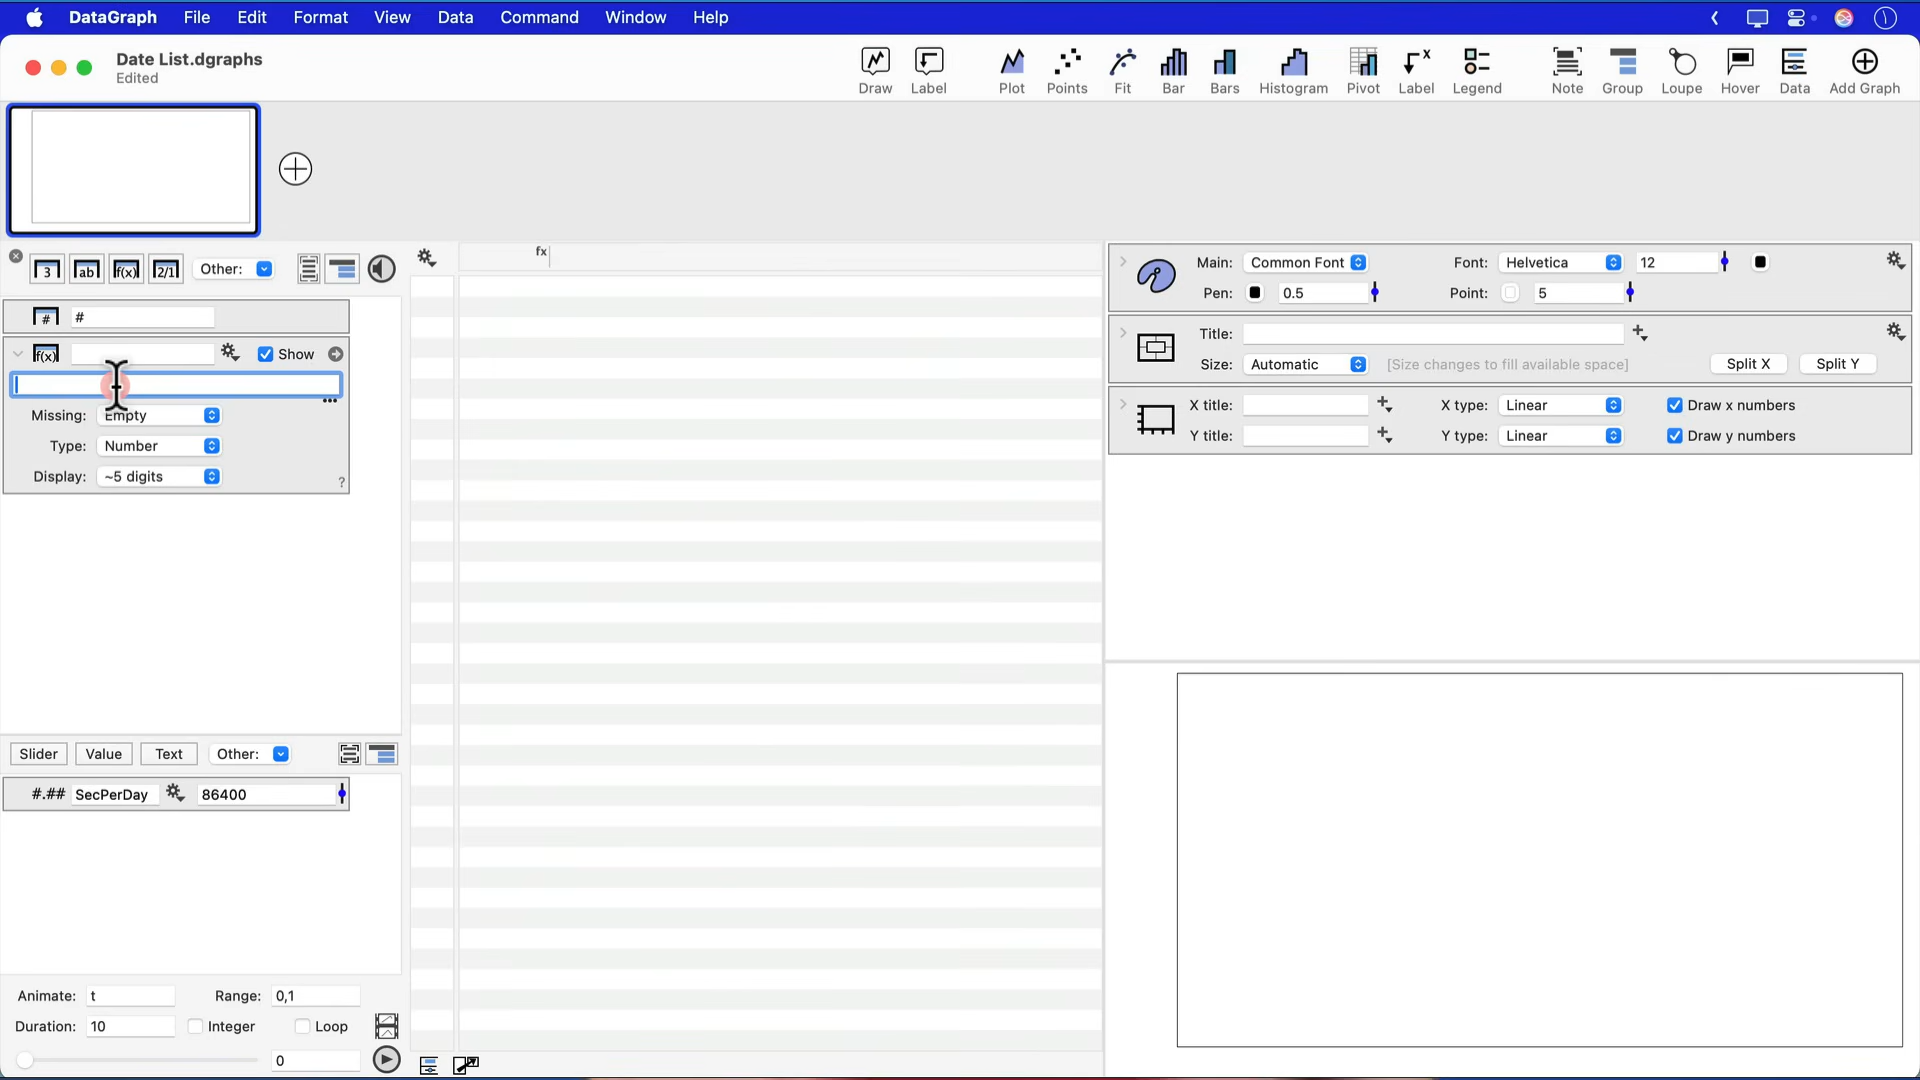 DataGraph File Edit Format View Data Command Window Help
Date List.dgraphs
Edited
Draw Label Plot Points Fit Bar Bars Histogram Pivot Label Legend Note Group Loupe Hover Data Add Graph
3 ab f(x) 2/1 Other:
# #
f(x) Show
Missing: Empty
Type: Number
Display: ~5 digits ?
Slider Value Text Other:
#.## SecPerDay 86400
Animate: t Range: 0,1
Duration: 10 Integer Loop
0
fx
Main: Common Font Font: Helvetica 12
Pen: 0.5 Point: 5
Title:
Size: Automatic [Size changes to fill available space] Split X Split Y
X title: X type: Linear Draw x numbers
Y title: Y type: Linear Draw y numbers